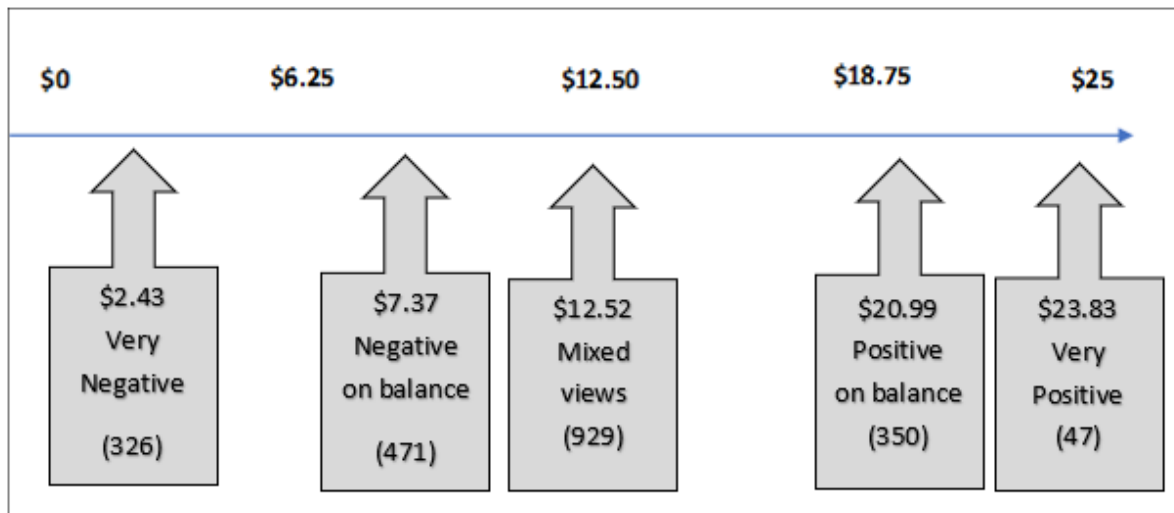 $0 $6.25 $12.50 $18.75 $25
$2.43
Very
Negative
(326)
$7.37
Negative
on balance
(471)
$12.52
Mixed
views
(929)
$20.99
Positive
on balance
(350)
$23.83
Very
Positive
(47)